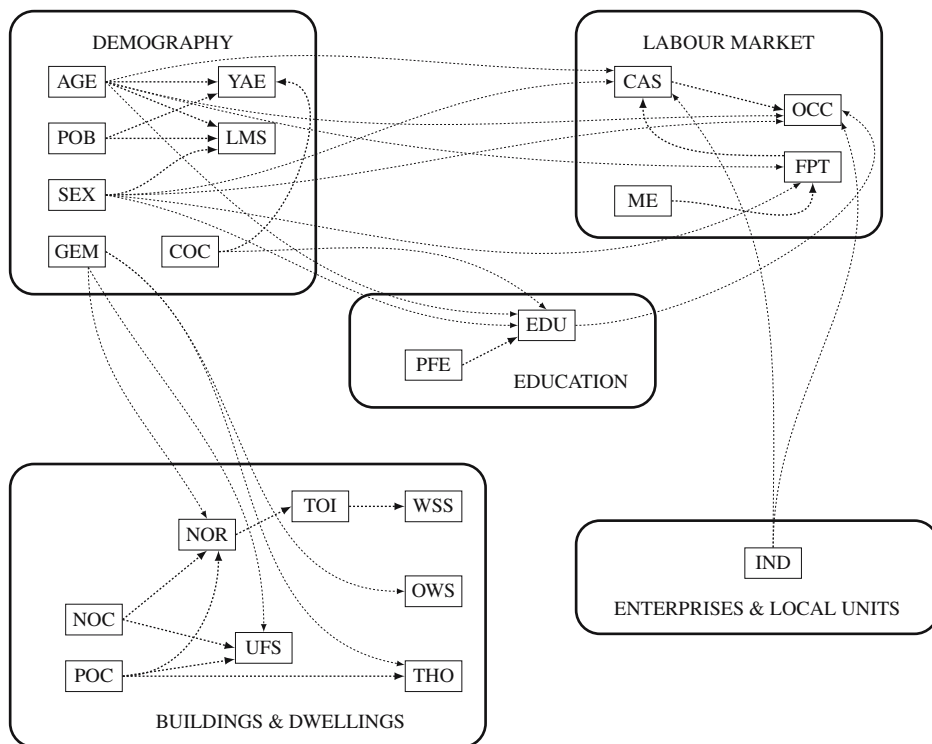 DEMOGRAPHY
AGE
YAE
POB
LMS
SEX
GEM
COC
LABOUR MARKET
CAS
OCC
FPT
ME
EDU
PFE
EDUCATION
TOI
WSS
NOR
OWS
NOC
UFS
POC
THO
BUILDINGS & DWELLINGS
IND
ENTERPRISES & LOCAL UNITS